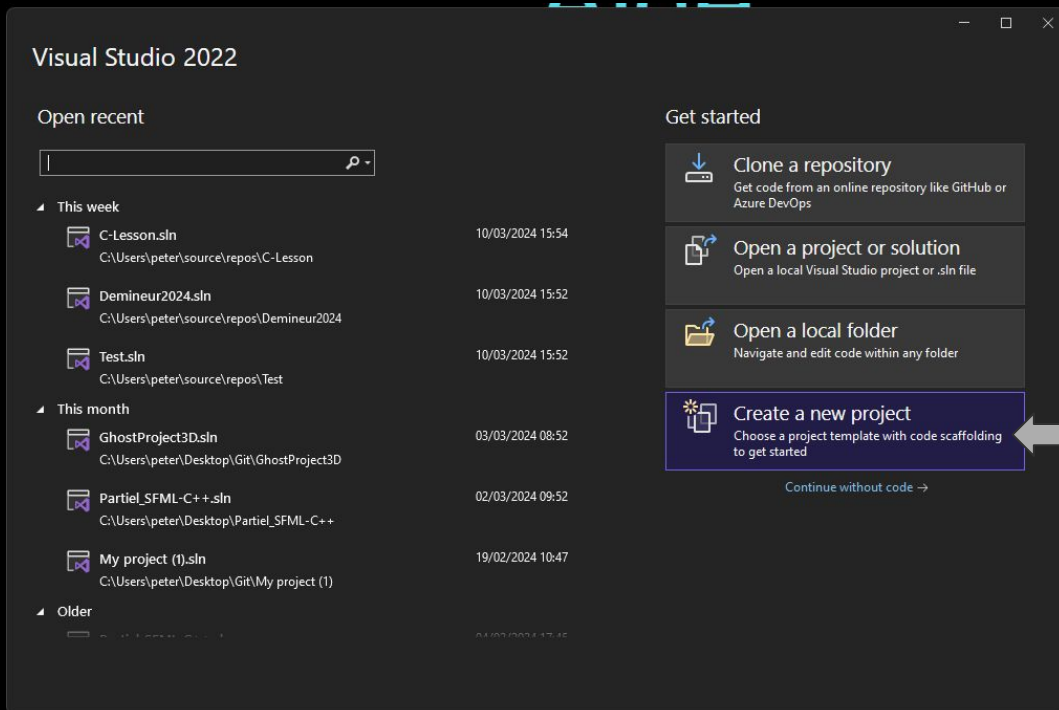 Visual Studio 2022
Open recent
This week
C-Lesson.sln 10/03/2024 15:54
C:\Users\peter\source\repos\C-Lesson
Demineur2024.sln 10/03/2024 15:52
C:\Users\peter\source\repos\Demineur2024
Test.sln 10/03/2024 15:52
C:\Users\peter\source\repos\Test
This month
GhostProject3D.sln 03/03/2024 08:52
C:\Users\peter\Desktop\Git\GhostProject3D
Partiel_SFML-C++.sln 02/03/2024 09:52
C:\Users\peter\Desktop\Partiel_SFML-C++
My project (1).sln 19/02/2024 10:47
C:\Users\peter\Desktop\Git\My project (1)
Older
Get started
Clone a repository
Get code from an online repository like GitHub or
Azure DevOps
Open a project or solution
Open a local Visual Studio project or .sln file
Open a local folder
Navigate and edit code within any folder
Create a new project
Choose a project template with code scaffolding
to get started
Continue without code →